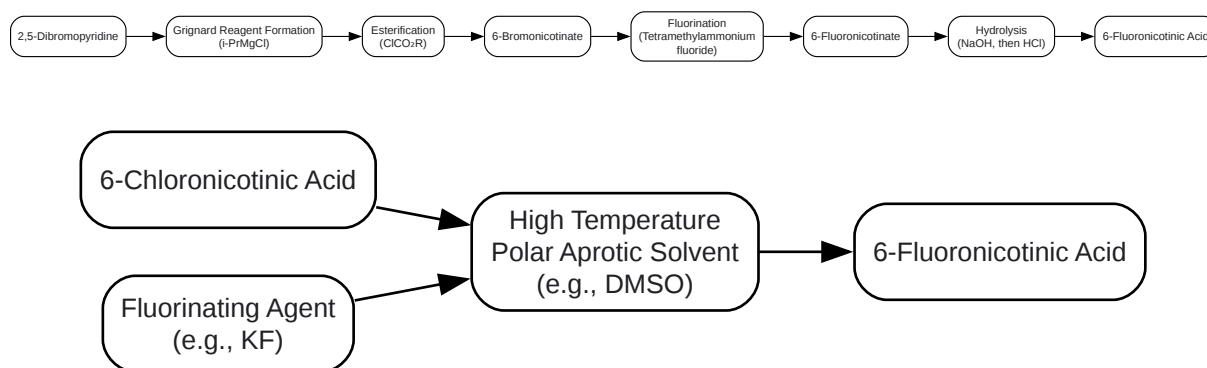 2,5-Dibromopyridine
Grignard Reagent Formation
(i-PrMgCl)
Esterification
(ClCO₂R)
6-Bromonicotinate
Fluorination
(Tetramethylammonium
fluoride)
6-Fluoronicotinate
Hydrolysis
(NaOH, then HCl)
6-Fluoronicotinic Acid
6-Chloronicotinic Acid
Fluorinating Agent
(e.g., KF)
High Temperature
Polar Aprotic Solvent
(e.g., DMSO)
6-Fluoronicotinic Acid